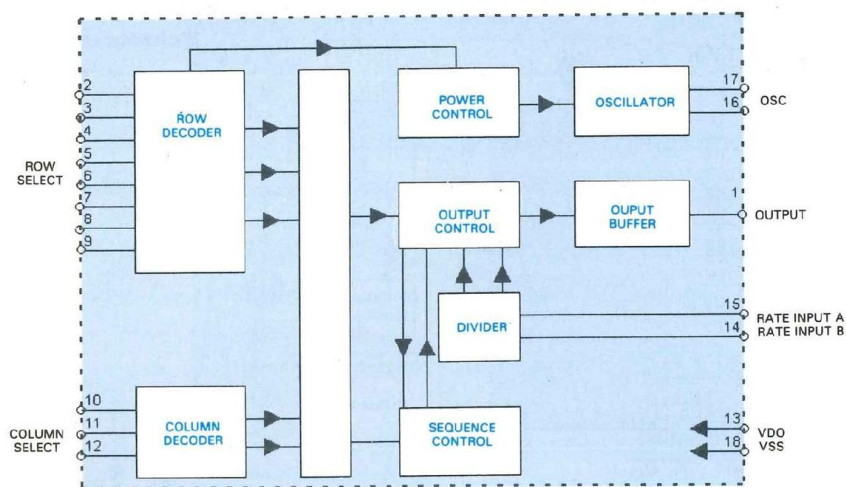 2
3
4
5
6
7
8
9
ROW
SELECT
ROW
DECODER
POWER
CONTROL
OSCILLATOR
17
16
OSC
OUTPUT
CONTROL
OUPUT
BUFFER
1
OUTPUT
DIVIDER
15
14
RATE INPUT A
RATE INPUT B
10
11
12
COLUMN
SELECT
COLUMN
DECODER
SEQUENCE
CONTROL
13
18
VDO
VSS